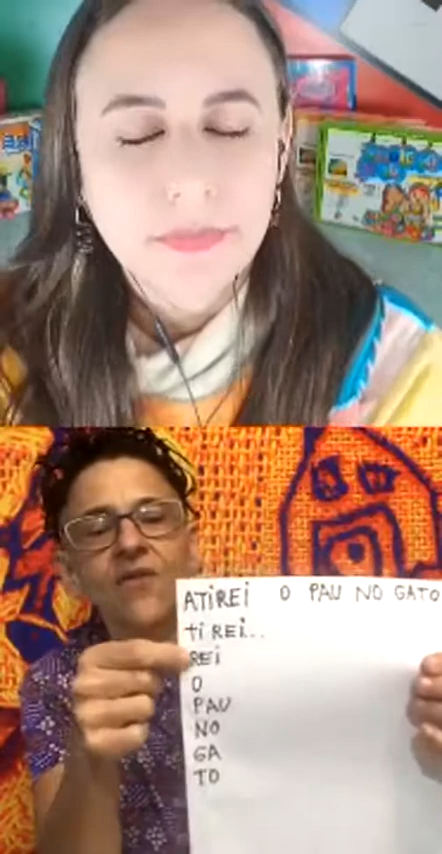 ATIREI O PAU NO GATO
tiREi..
REi
O
PAU
NO
GA
TO